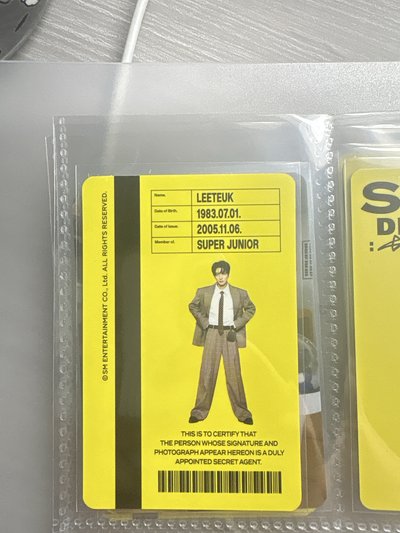 Name. LEETEUK
Date of Birth. 1983.07.01.
Date of Issue. 2005.11.06.
Member of. SUPER JUNIOR
©SM ENTERTAINMENT CO., Ltd. ALL RIGHTS RESERVED.
THIS IS TO CERTIFY THAT
THE PERSON WHOSE SIGNATURE AND
PHOTOGRAPH APPEAR HEREON IS A DULY
APPOINTED SECRET AGENT.